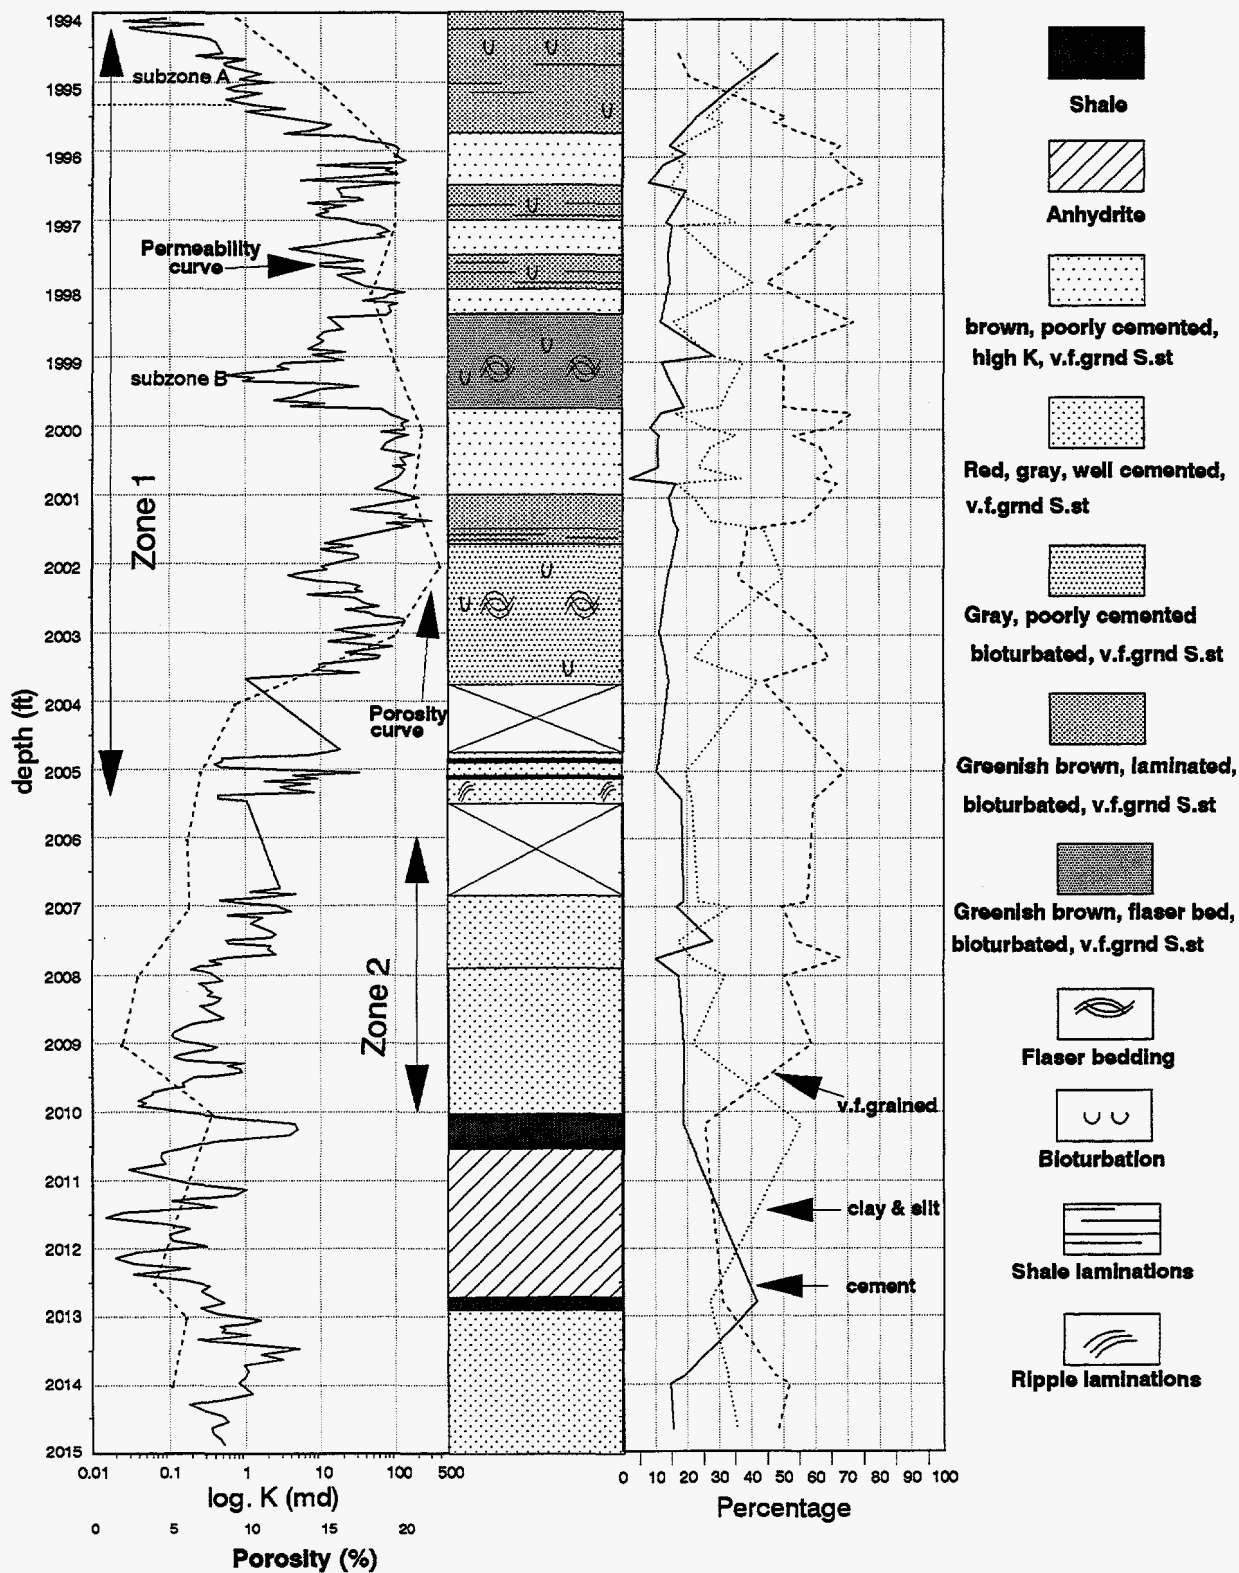 1994
1995
1996
1997
1998
1999
2000
2001
2002
2003
2004
2005
2006
2007
2008
2009
2010
2011
2012
2013
2014
2015
depth (ft)
subzone A
Permeability
curve
subzone B
Zone 1
Porosity
curve
Zone 2
0.01 0.1 1 10 100 500
log. K (md)
0 5 10 15 20
Porosity (%)
v.f.grained
clay & silt
cement
0 10 20 30 40 50 60 70 80 90 100
Percentage
Shale
Anhydrite
brown, poorly cemented,
high K, v.f.grnd S.st
Red, gray, well cemented,
v.f.grnd S.st
Gray, poorly cemented
bioturbated, v.f.grnd S.st
Greenish brown, laminated,
bioturbated, v.f.grnd S.st
Greenish brown, flaser bed,
bioturbated, v.f.grnd S.st
Flaser bedding
Bioturbation
Shale laminations
Ripple laminations